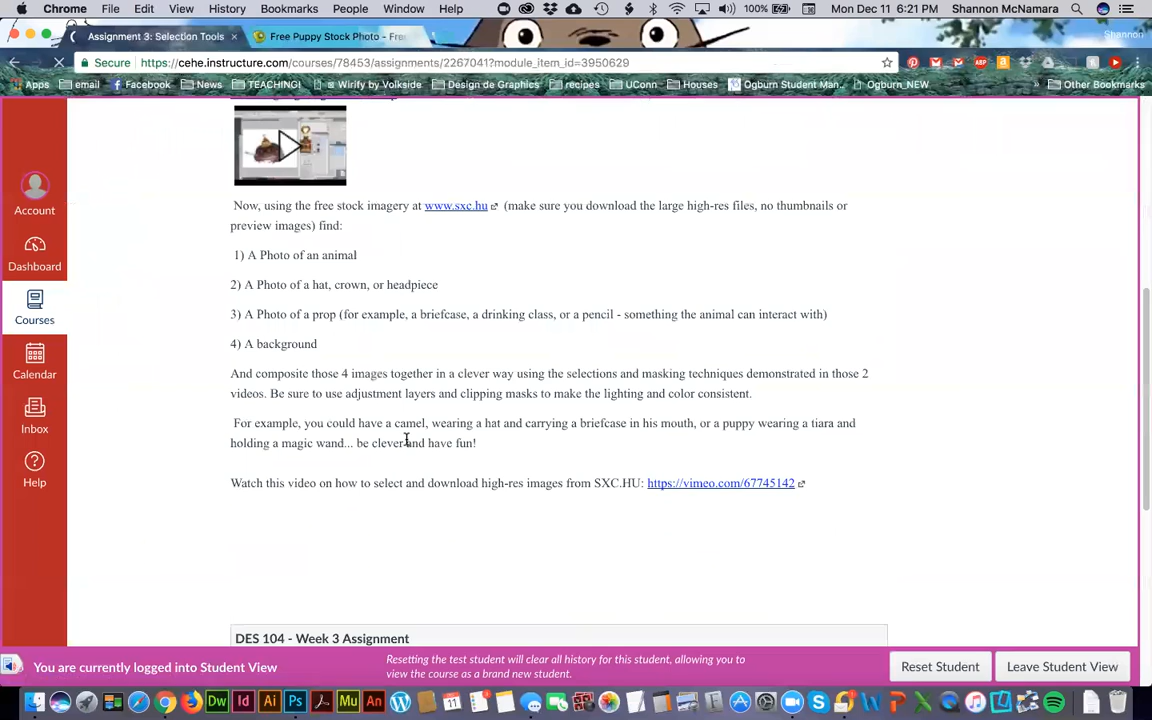 Chrome File Edit View History Bookmarks People Window Help 100% Mon Dec 11 6:21 PM Shannon McNamara
Assignment 3: Selection Tools × Free Puppy Stock Photo - Fre × Shannon
Secure https://cehe.instructure.com/courses/78453/assignments/2267041?module_item_id=3950629
Apps email Facebook News TEACHING! Wirify by Volkside Design de Graphics recipes UConn Houses Ogburn Student Man.. Ogburn_NEW » Other Bookmarks
Now, using the free stock imagery at www.sxc.hu (make sure you download the large high-res files, no thumbnails or
preview images) find:
1) A Photo of an animal
2) A Photo of a hat, crown, or headpiece
3) A Photo of a prop (for example, a briefcase, a drinking class, or a pencil - something the animal can interact with)
4) A background
And composite those 4 images together in a clever way using the selections and masking techniques demonstrated in those 2
videos. Be sure to use adjustment layers and clipping masks to make the lighting and color consistent.
For example, you could have a camel, wearing a hat and carrying a briefcase in his mouth, or a puppy wearing a tiara and
holding a magic wand... be clever and have fun!
Watch this video on how to select and download high-res images from SXC.HU: https://vimeo.com/67745142
DES 104 - Week 3 Assignment
Account
Dashboard
Courses
Calendar
Inbox
Help
You are currently logged into Student View
Resetting the test student will clear all history for this student, allowing you to
view the course as a brand new student.
Reset Student
Leave Student View
Dw Id Ai Ps Mu An